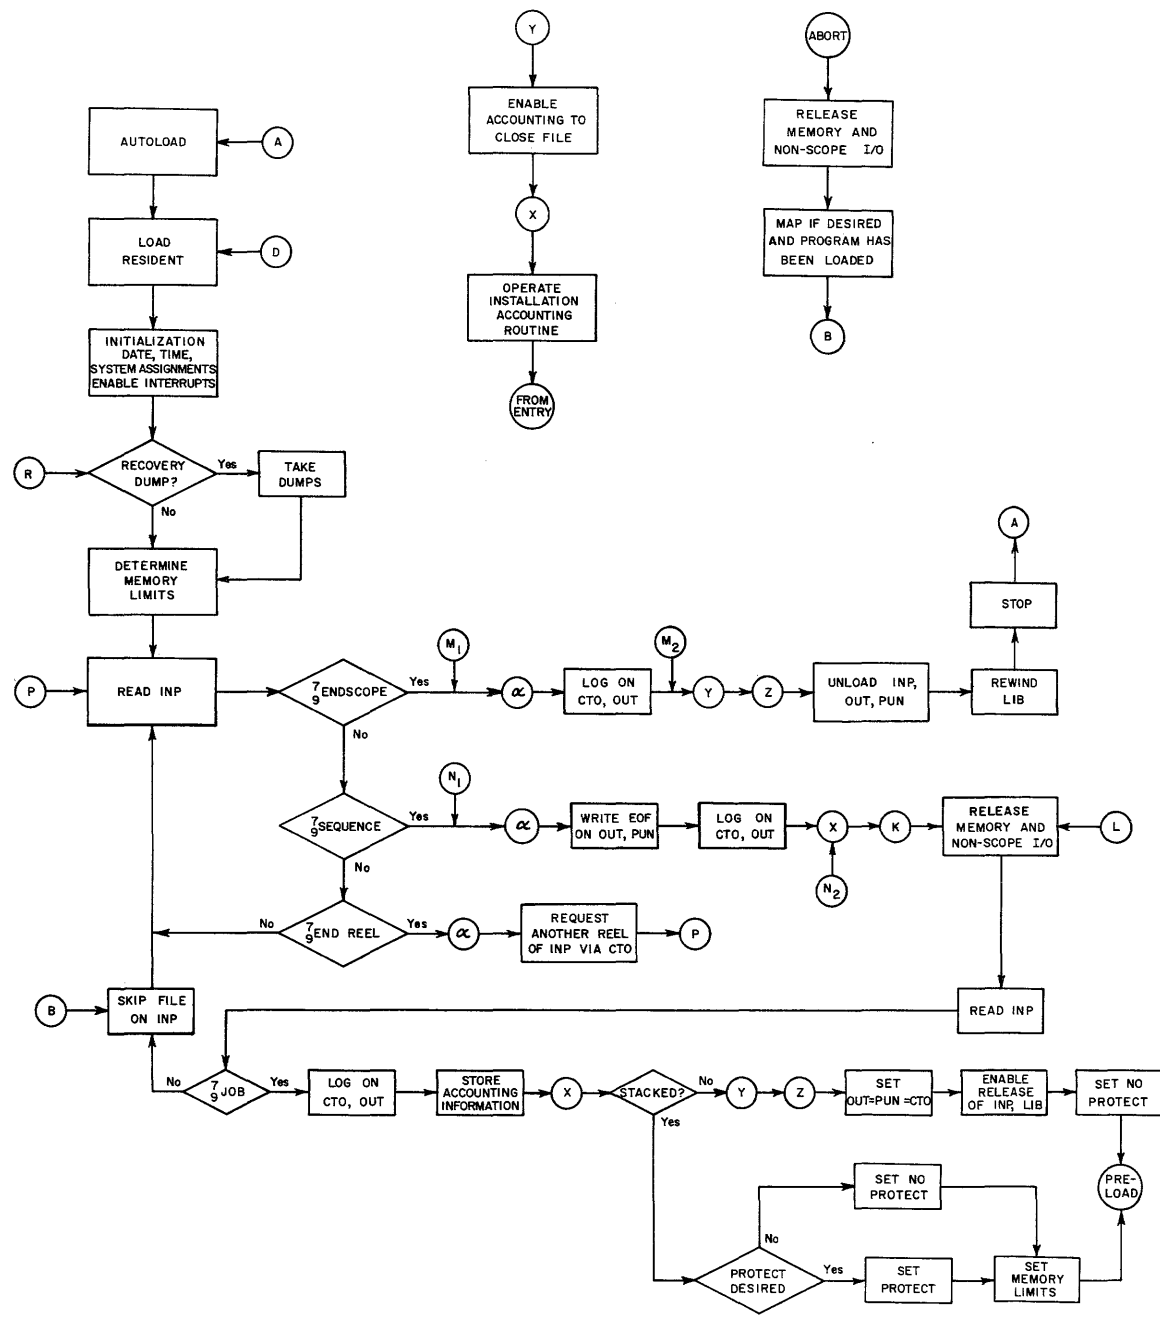 Y
ABORT
ENABLE
ACCOUNTING TO
CLOSE FILE
RELEASE
MEMORY AND
NON-SCOPE I/O
AUTOLOAD
A
X
MAP IF DESIRED
AND PROGRAM HAS
BEEN LOADED
LOAD
RESIDENT
D
OPERATE
INSTALLATION
ACCOUNTING
ROUTINE
B
INITIALIZATION
DATE, TIME,
SYSTEM ASSIGNMENTS
ENABLE INTERRUPTS
FROM
ENTRY
R
RECOVERY
DUMP?
Yes
TAKE
DUMPS
No
A
DETERMINE
MEMORY
LIMITS
STOP
M1
M2
P
READ INP
7
9 ENDSCOPE
Yes
α
LOG ON
CTO, OUT
Y
Z
UNLOAD INP,
OUT, PUN
REWIND
LIB
No
N1
7
9 SEQUENCE
Yes
α
WRITE EOF
ON OUT, PUN
LOG ON
CTO, OUT
X
K
RELEASE
MEMORY AND
NON-SCOPE I/O
L
No
N2
No
7
9 END REEL
Yes
α
REQUEST
ANOTHER REEL
OF INP VIA CTO
P
B
SKIP FILE
ON INP
READ INP
No
7
9 JOB
Yes
LOG ON
CTO, OUT
STORE
ACCOUNTING
INFORMATION
X
STACKED?
No
Y
Z
SET
OUT=PUN=CTO
ENABLE
RELEASE
OF INP, LIB
SET NO
PROTECT
Yes
SET NO
PROTECT
PRE-
LOAD
No
PROTECT
DESIRED
Yes
SET
PROTECT
SET
MEMORY
LIMITS